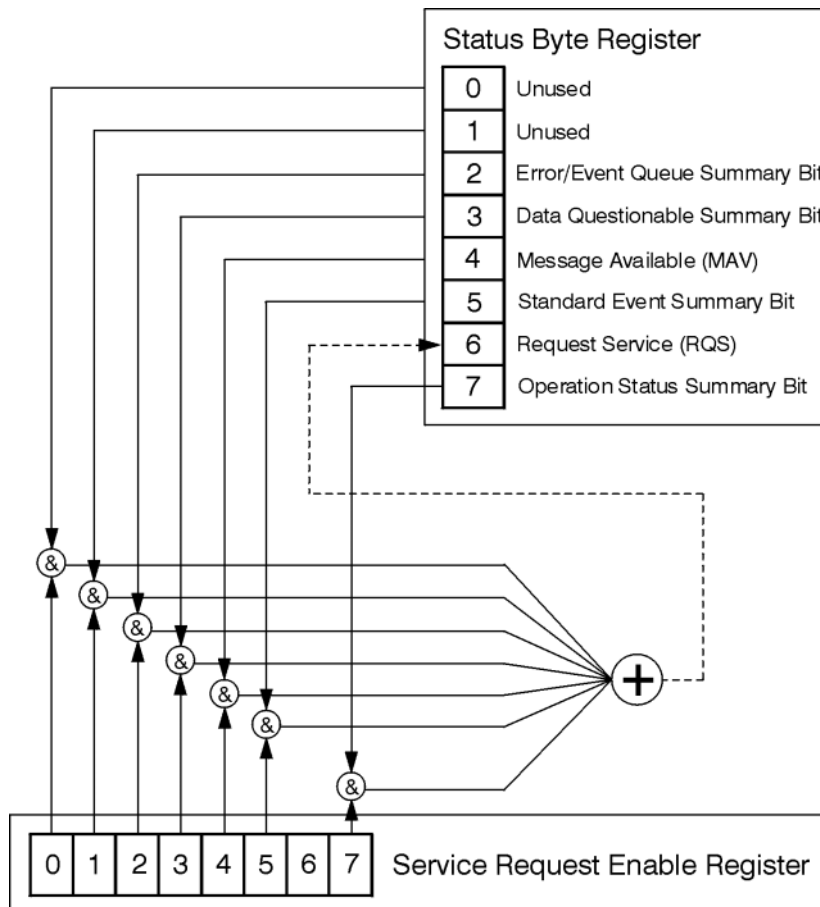 Status Byte Register
0 Unused
1 Unused
2 Error/Event Queue Summary Bit
3 Data Questionable Summary Bit
4 Message Available (MAV)
5 Standard Event Summary Bit
6 Request Service (RQS)
7 Operation Status Summary Bit
&
&
&
&
&
&
+
&
0 1 2 3 4 5 6 7 Service Request Enable Register